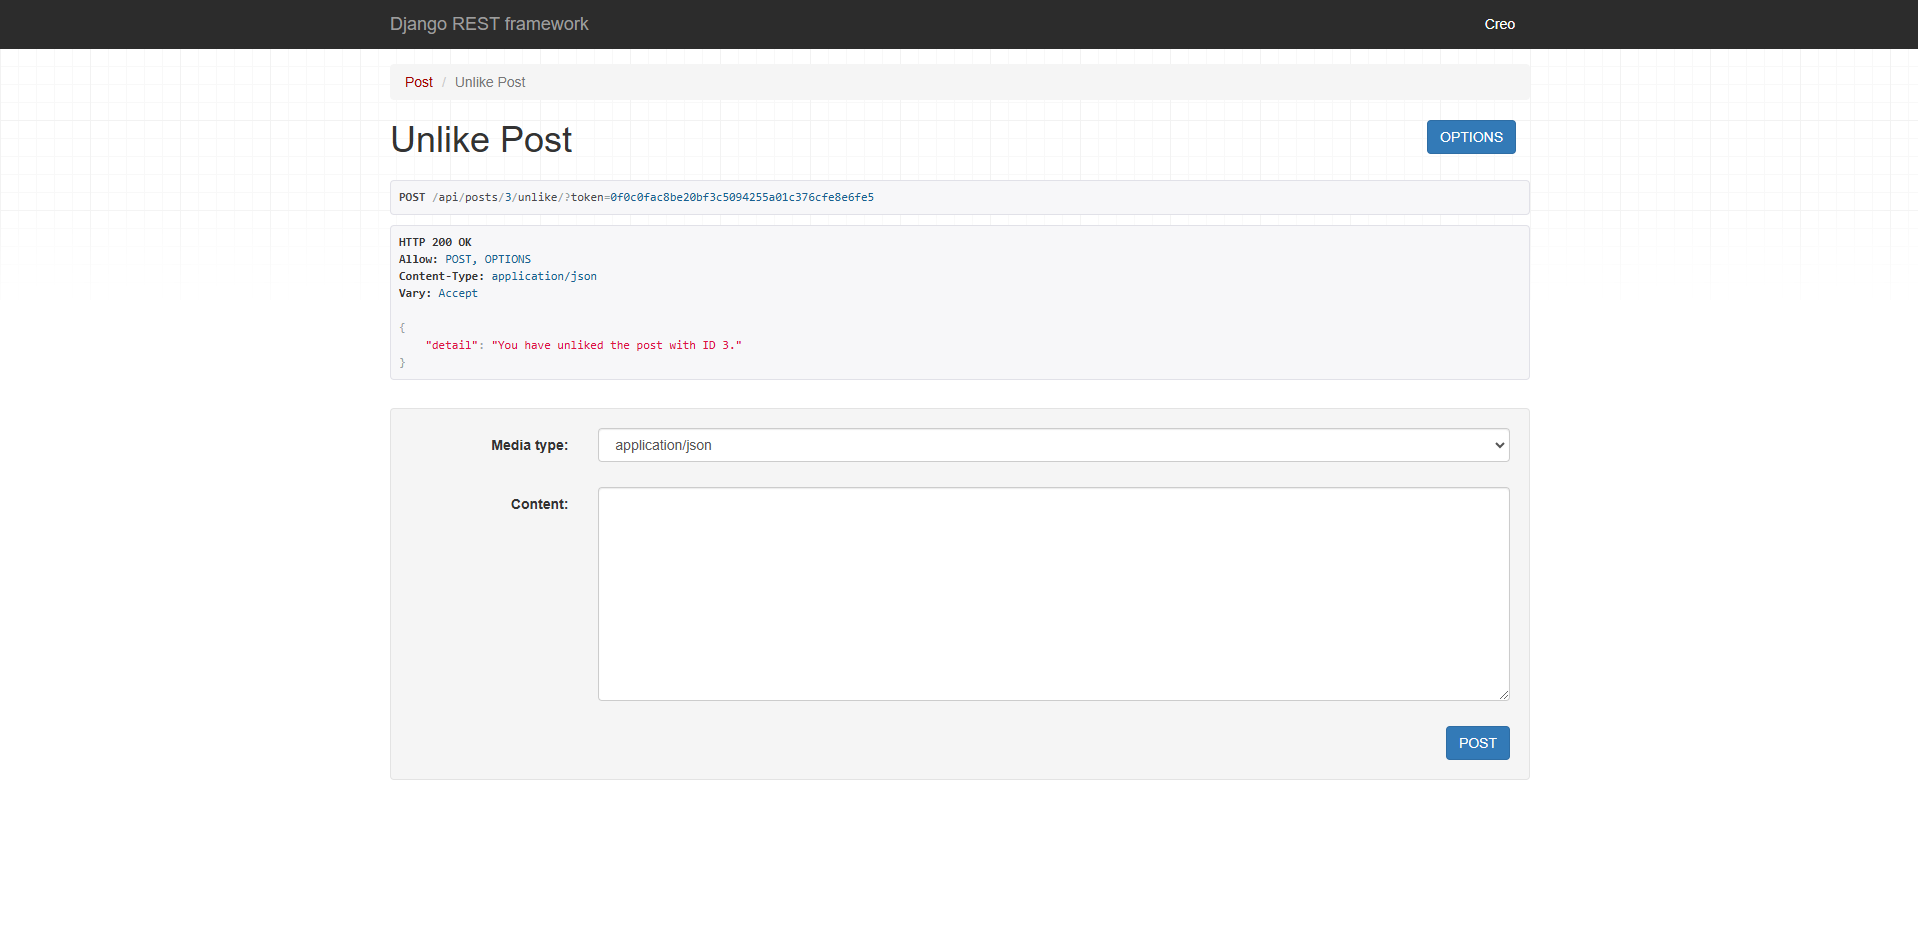 Django REST framework
Creo
Post / Unlike Post
Unlike Post
OPTIONS
POST /api/posts/3/unlike/?token=0f0c0fac8be20bf3c5094255a01c376cfe8e6fe5
HTTP 200 OK
Allow: POST, OPTIONS
Content-Type: application/json
Vary: Accept
{
"detail": "You have unliked the post with ID 3."
}
Media type:
application/json
Content:
POST